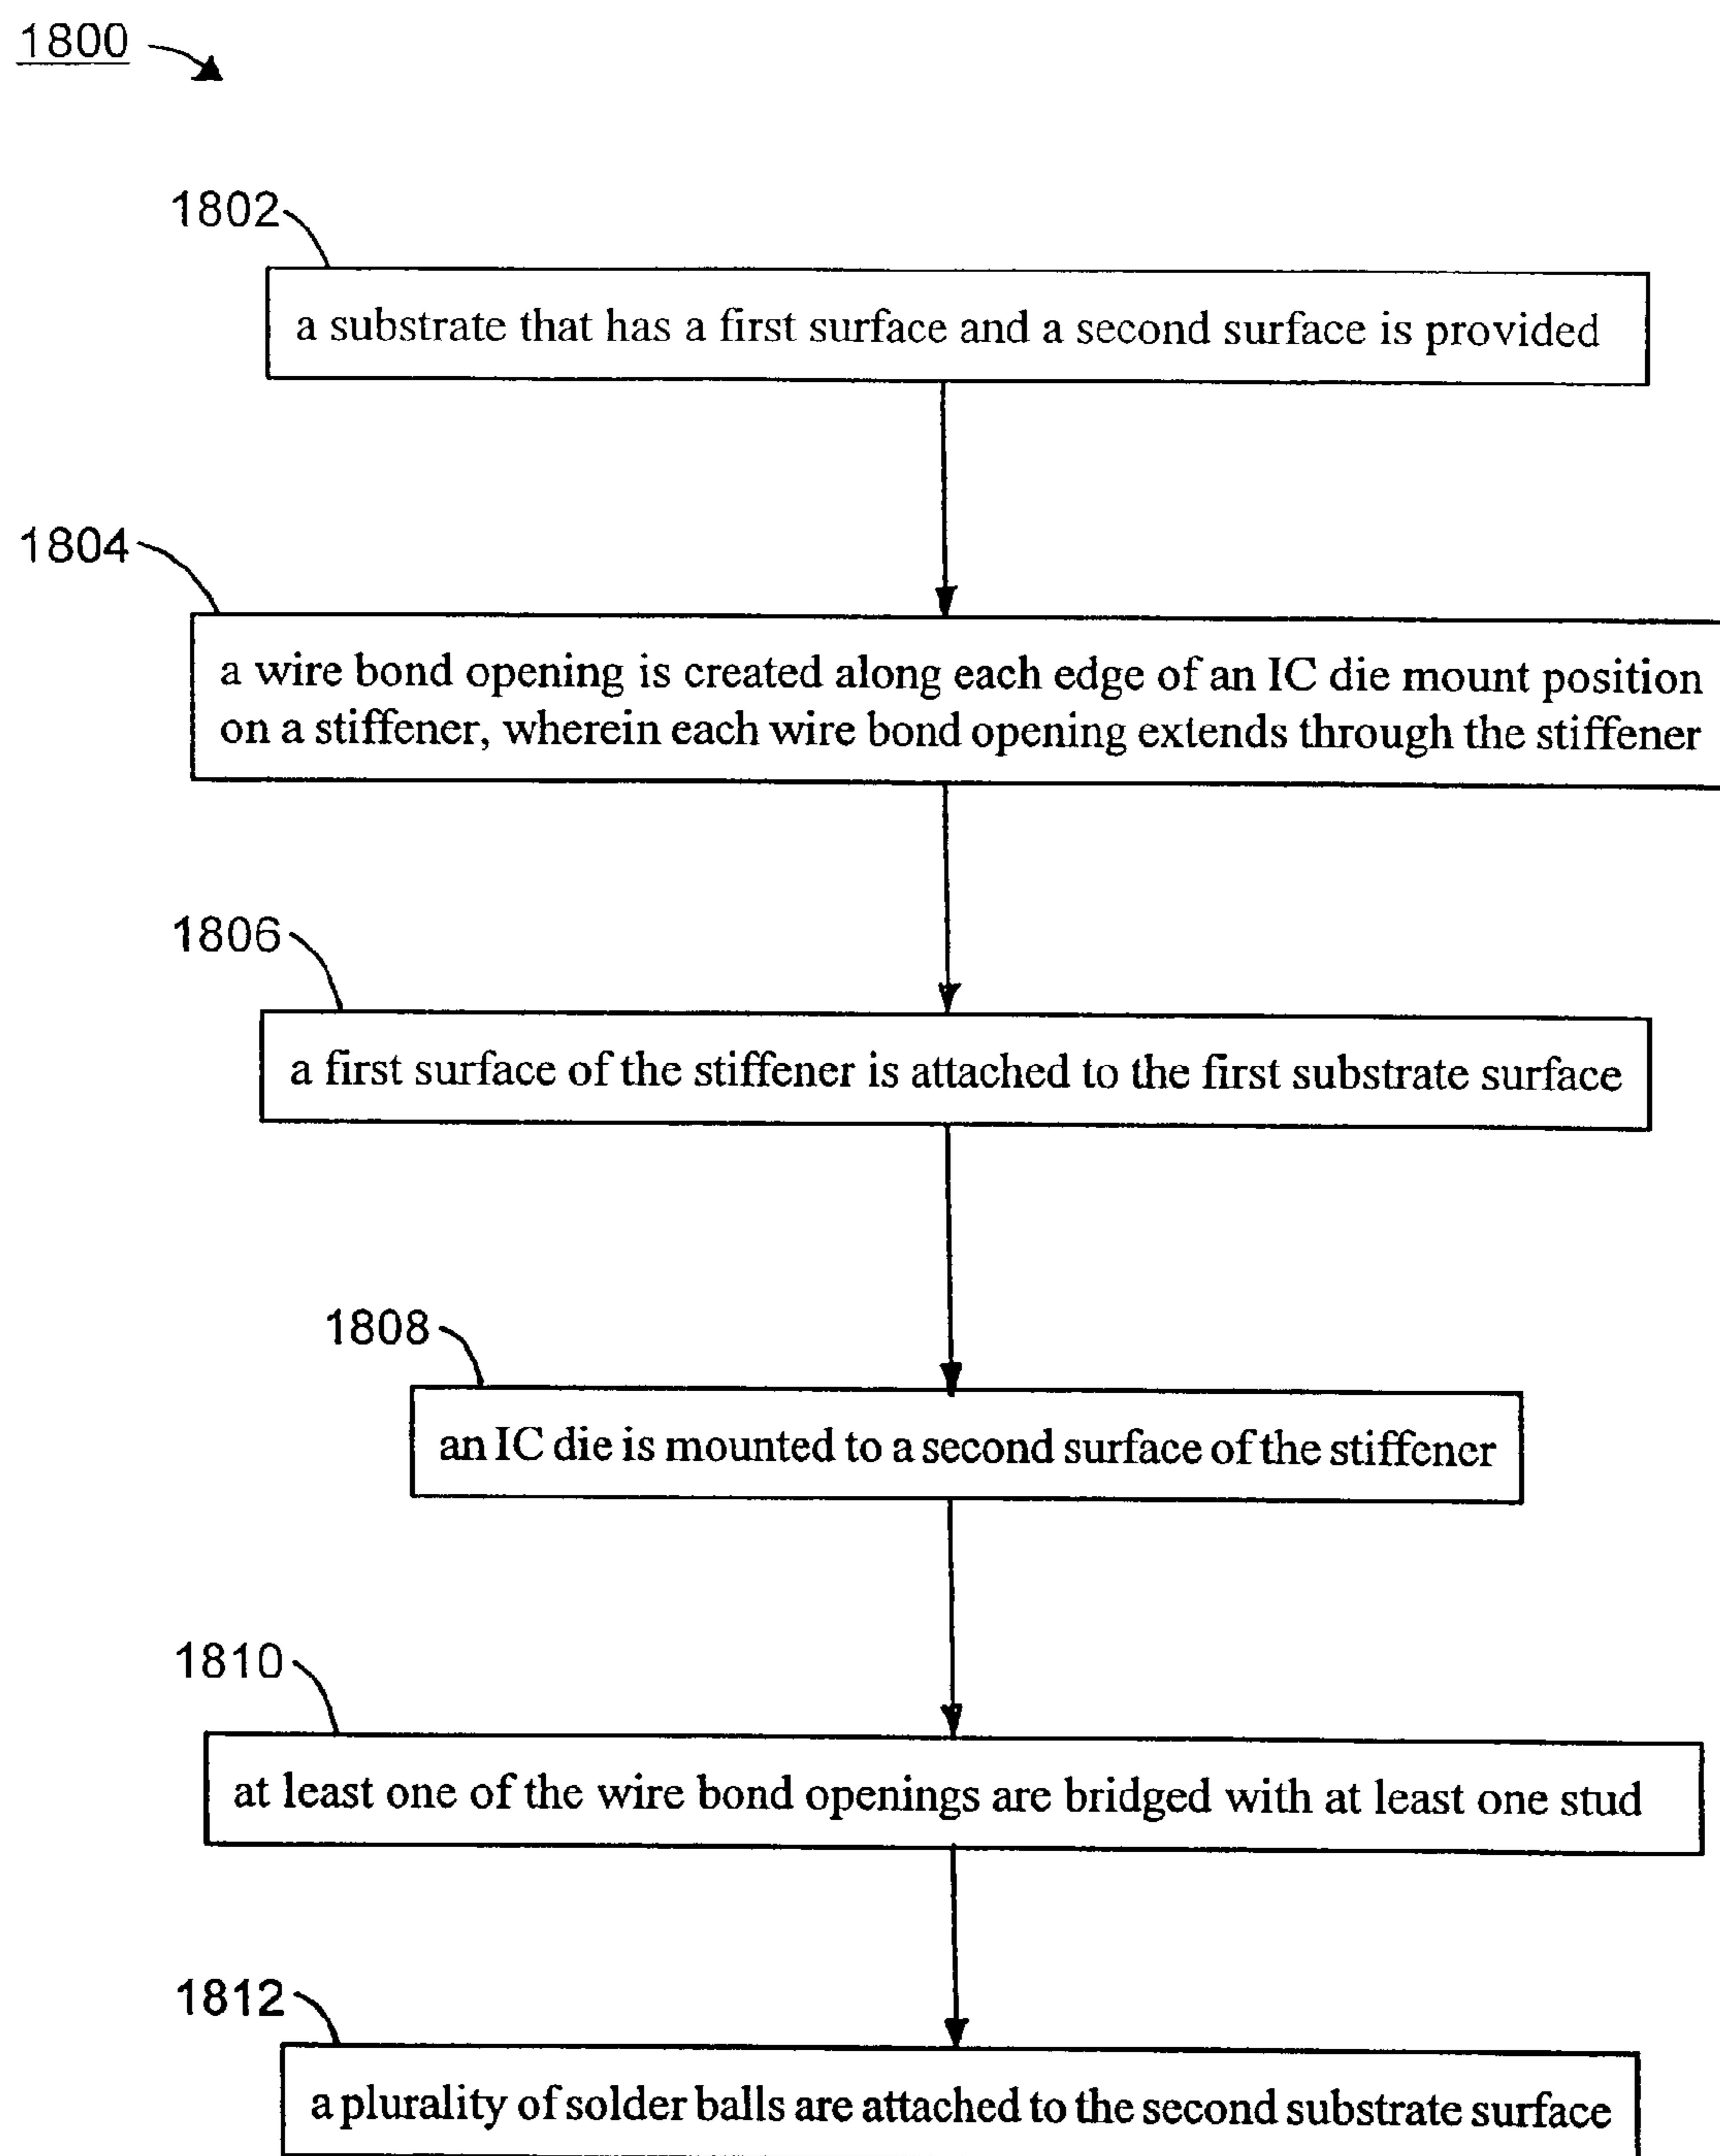 1800
1802
a substrate that has a first surface and a second surface is provided
1804
a wire bond opening is created along each edge of an IC die mount position
on a stiffener, wherein each wire bond opening extends through the stiffener
1806
a first surface of the stiffener is attached to the first substrate surface
1808
an IC die is mounted to a second surface of the stiffener
1810
at least one of the wire bond openings are bridged with at least one stud
1812
a plurality of solder balls are attached to the second substrate surface